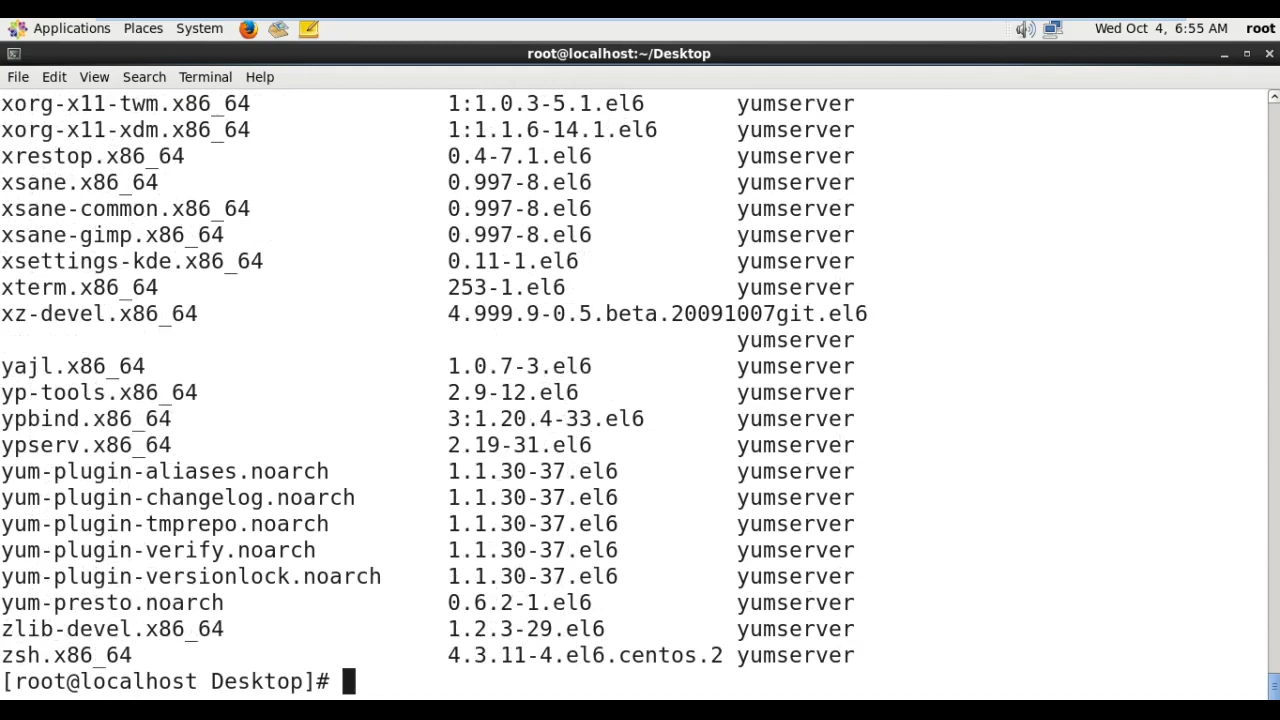 Applications Places System Wed Oct 4, 6:55 AM root
root@localhost:~/Desktop
File Edit View Search Terminal Help
xorg-x11-twm.x86_64 1:1.0.3-5.1.el6 yumserver
xorg-x11-xdm.x86_64 1:1.1.6-14.1.el6 yumserver
xrestop.x86_64 0.4-7.1.el6 yumserver
xsane.x86_64 0.997-8.el6 yumserver
xsane-common.x86_64 0.997-8.el6 yumserver
xsane-gimp.x86_64 0.997-8.el6 yumserver
xsettings-kde.x86_64 0.11-1.el6 yumserver
xterm.x86_64 253-1.el6 yumserver
xz-devel.x86_64 4.999.9-0.5.beta.20091007git.el6
yumserver
yajl.x86_64 1.0.7-3.el6 yumserver
yp-tools.x86_64 2.9-12.el6 yumserver
ypbind.x86_64 3:1.20.4-33.el6 yumserver
ypserv.x86_64 2.19-31.el6 yumserver
yum-plugin-aliases.noarch 1.1.30-37.el6 yumserver
yum-plugin-changelog.noarch 1.1.30-37.el6 yumserver
yum-plugin-tmprepo.noarch 1.1.30-37.el6 yumserver
yum-plugin-verify.noarch 1.1.30-37.el6 yumserver
yum-plugin-versionlock.noarch 1.1.30-37.el6 yumserver
yum-presto.noarch 0.6.2-1.el6 yumserver
zlib-devel.x86_64 1.2.3-29.el6 yumserver
zsh.x86_64 4.3.11-4.el6.centos.2 yumserver
[root@localhost Desktop]#